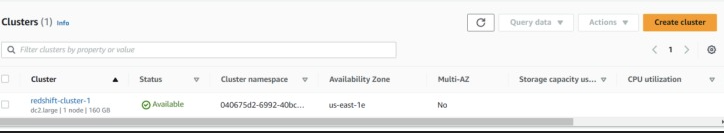 Clusters (1) Info
Query data
Actions
Create cluster
Filter clusters by property or value
1
Cluster
Status
Cluster namespace
Availability Zone
Multi-AZ
Storage capacity us...
CPU utilization
redshift-cluster-1
dc2.large | 1 node | 160 GB
Available
040675d2-6992-40bc...
us-east-1e
No